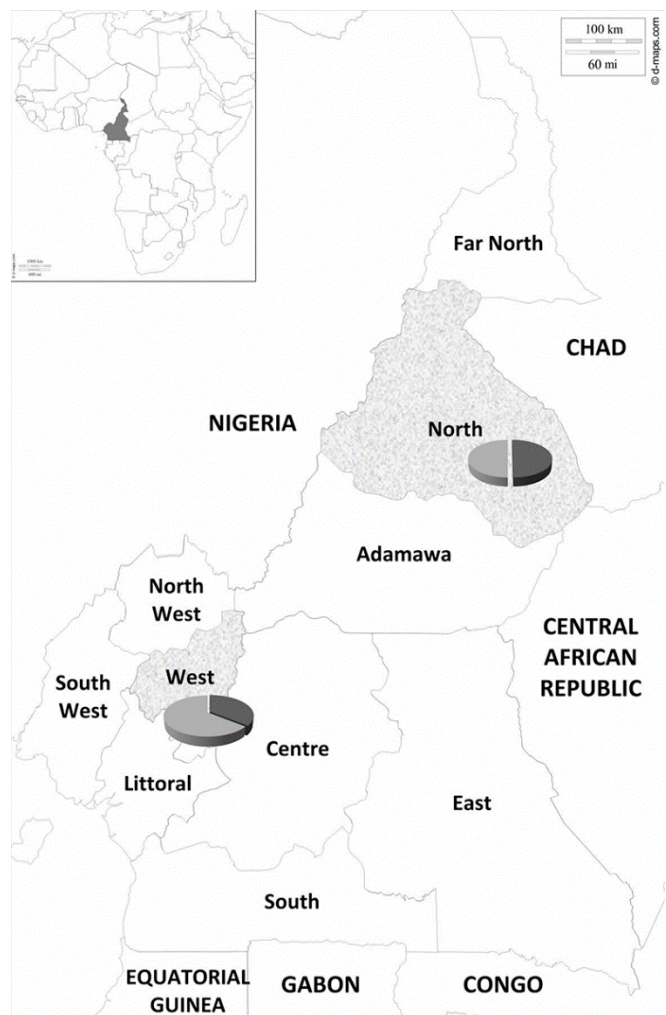 100 km
60 mi
© d-maps.com
Far North
CHAD
NIGERIA
North
Adamawa
North
West
CENTRAL
AFRICAN
REPUBLIC
West
South
West
Centre
Littoral
East
South
EQUATORIAL
GUINEA
GABON
CONGO